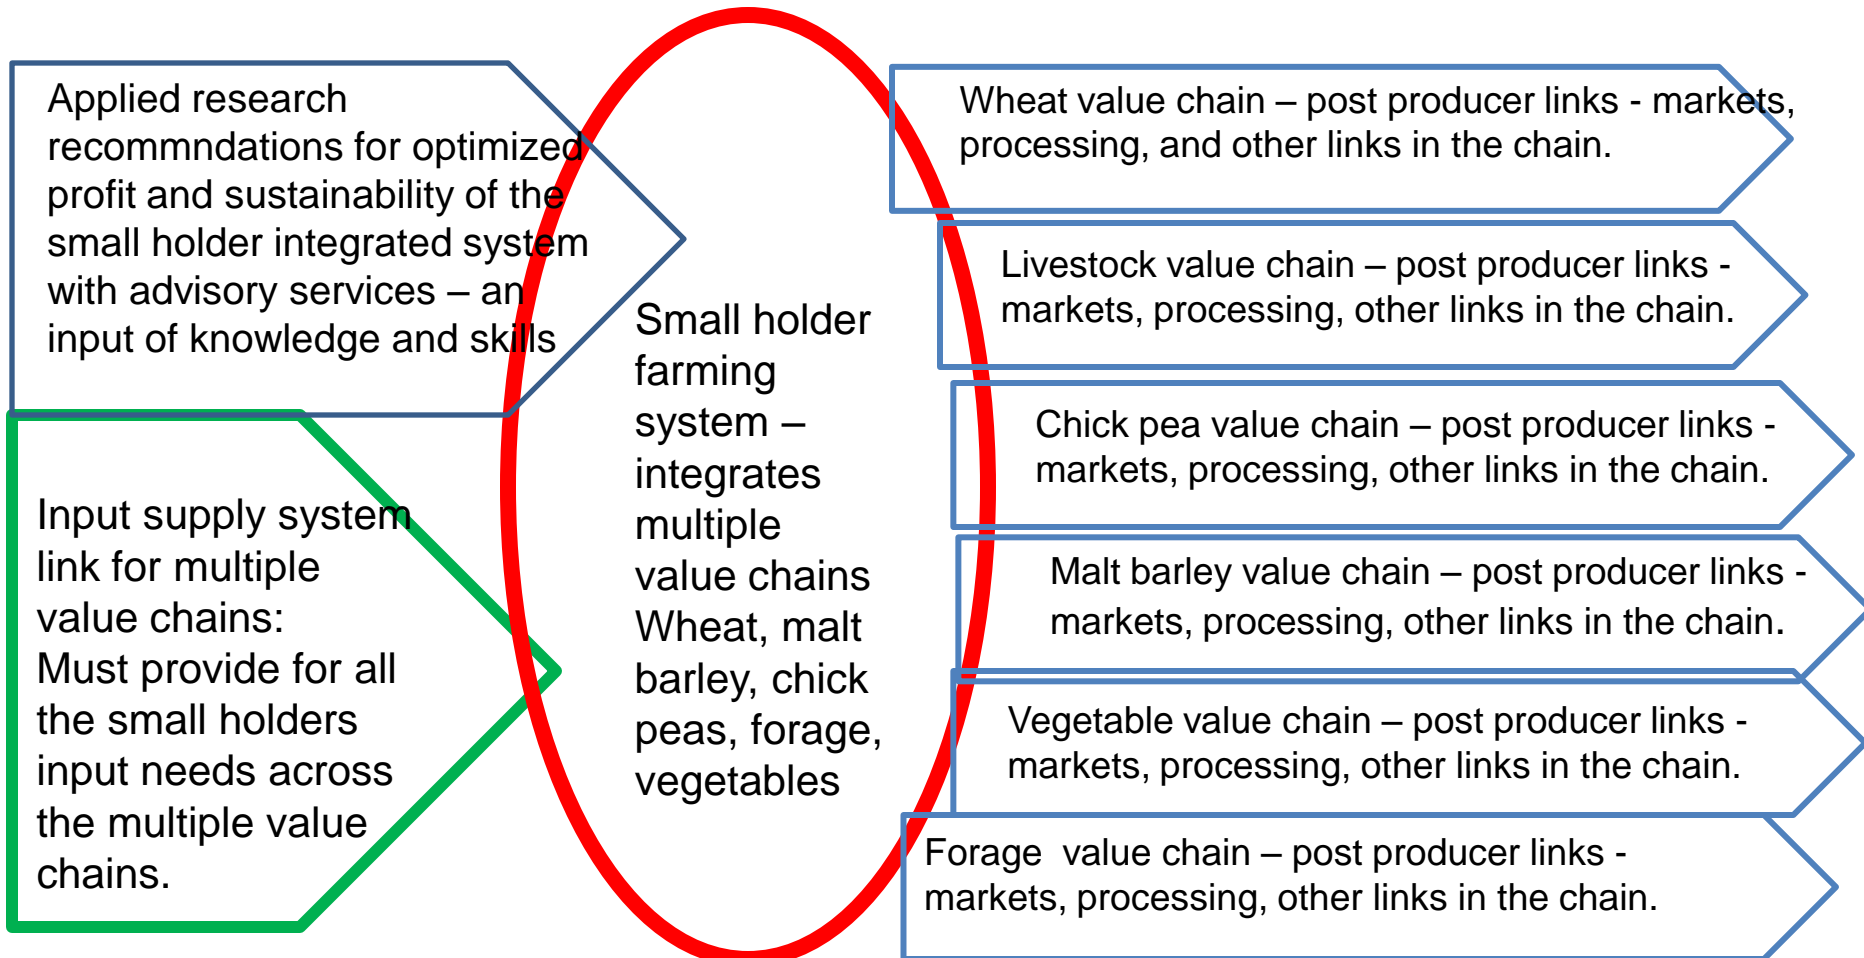 Applied research
recommndations for optimized
profit and sustainability of the
small holder integrated system
with advisory services – an
input of knowledge and skills
Input supply system
link for multiple
value chains:
Must provide for all
the small holders
input needs across
the multiple value
chains.
Small holder
farming
system –
integrates
multiple
value chains
Wheat, malt
barley, chick
peas, forage,
vegetables
Wheat value chain – post producer links - markets,
processing, and other links in the chain.
Livestock value chain – post producer links -
markets, processing, other links in the chain.
Chick pea value chain – post producer links -
markets, processing, other links in the chain.
Malt barley value chain – post producer links -
markets, processing, other links in the chain.
Vegetable value chain – post producer links -
markets, processing, other links in the chain.
Forage  value chain – post producer links -
markets, processing, other links in the chain.